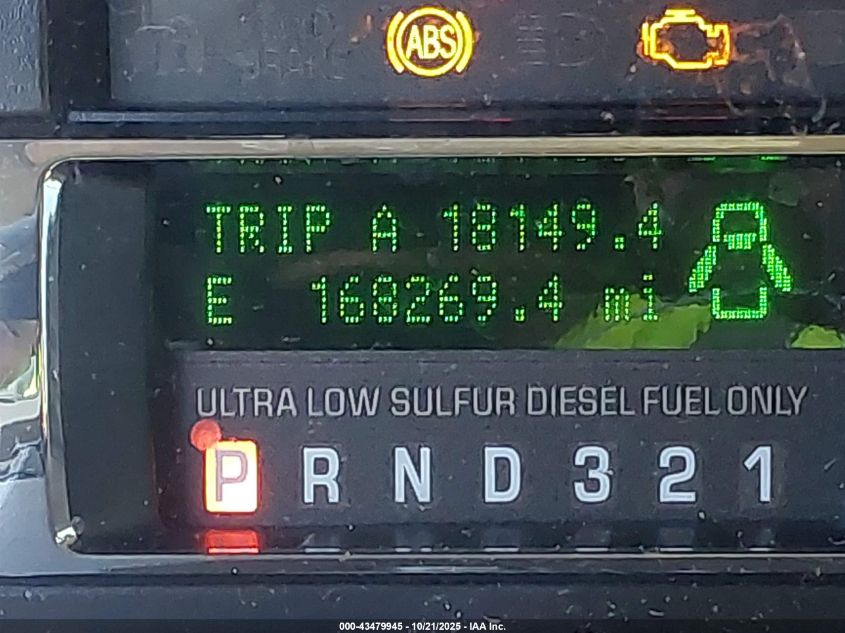 ABS
TRIP A 18149.4
E 168269.4 mi
ULTRA LOW SULFUR DIESEL FUEL ONLY
P R N D 3 2 1
000-43479945 - 10/21/2025 - IAA Inc.